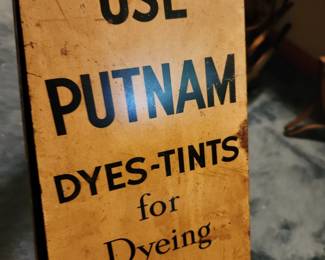 USE
PUTNAM
DYES-TINTS
for
Dyeing